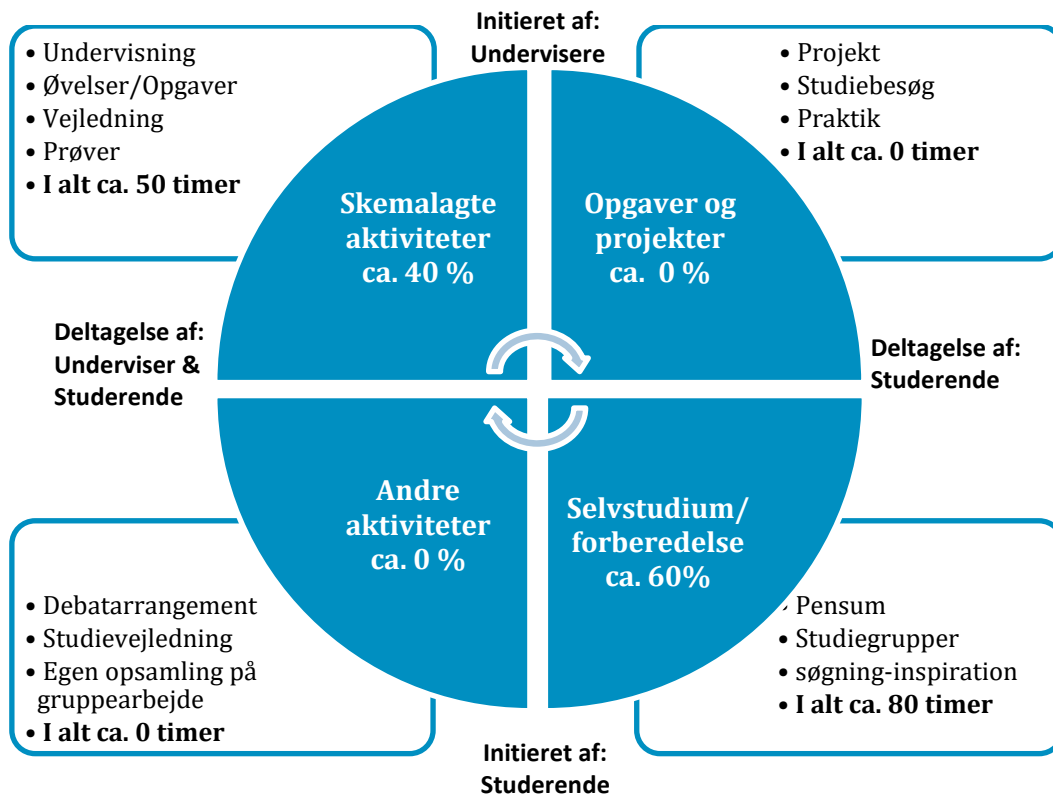 Initieret af:
Undervisere
• Undervisning
• Øvelser/Opgaver
• Vejledning
• Prøver
• I alt ca. 50 timer
• Projekt
• Studiebesøg
• Praktik
• I alt ca. 0 timer
Skemalagte
aktiviteter
ca. 40 %
Opgaver og
projekter
ca. 0 %
Deltagelse af:
Underviser &
Studerende
Deltagelse af:
Studerende
Andre
aktiviteter
ca. 0 %
Selvstudium/
forberedelse
ca. 60%
• Debatarrangement
• Studievejledning
• Egen opsamling på
gruppearbejde
• I alt ca. 0 timer
• Pensum
• Studiegrupper
• søgning-inspiration
• I alt ca. 80 timer
Initieret af:
Studerende